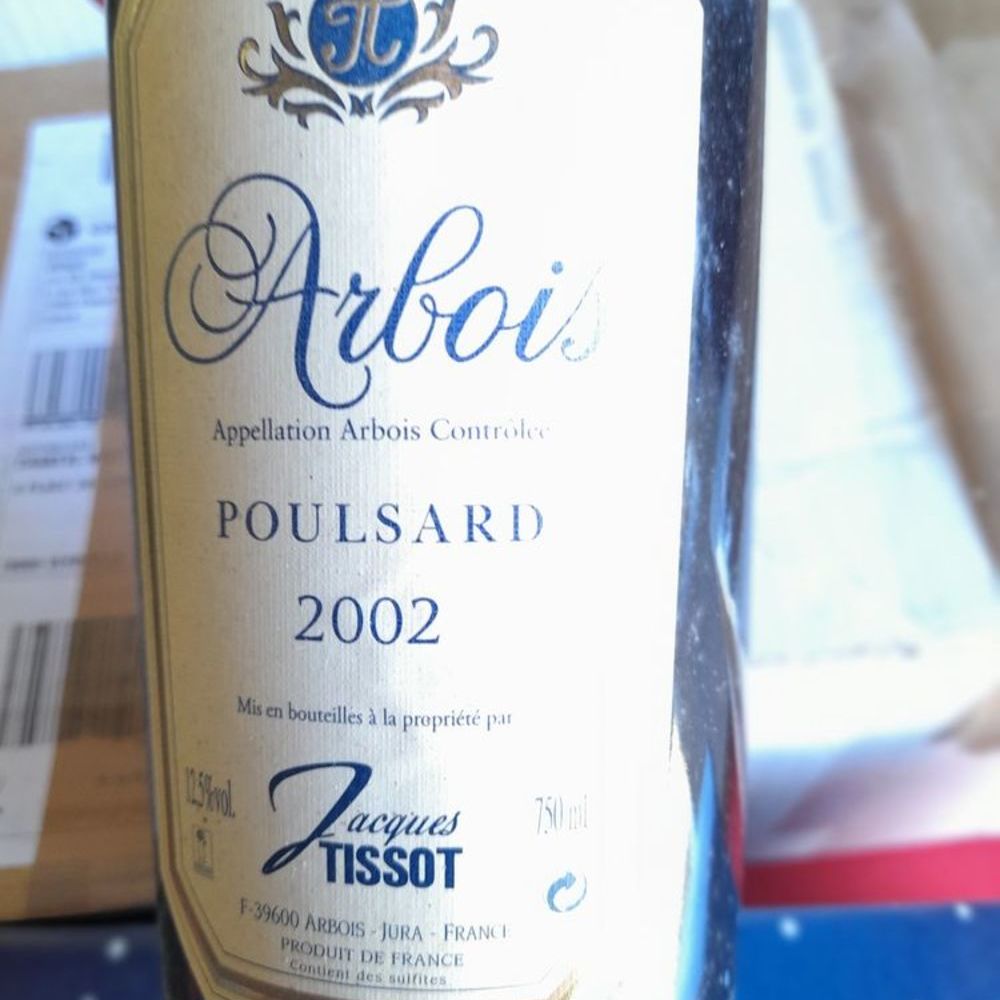 Arbois
Appellation Arbois Contrôlée
POULSARD
2002
Mis en bouteilles à la propriété par
12,5%vol.
Jacques
750 ml
TISSOT
F-39600 ARBOIS - JURA - FRANCE
PRODUIT DE FRANCE
Contient des sulfites